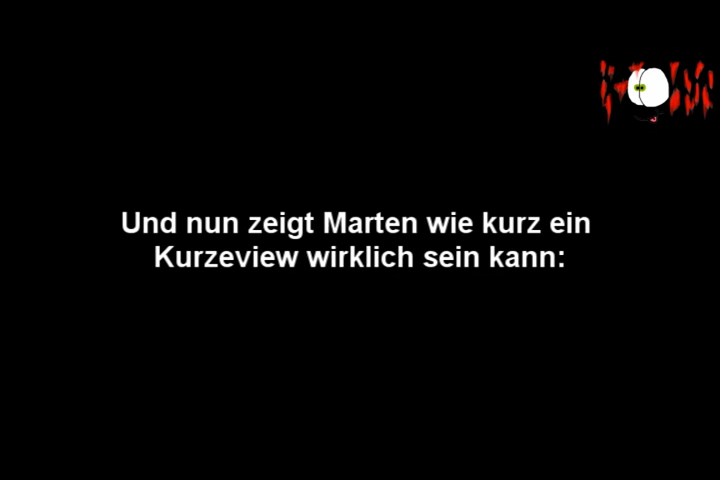 Und nun zeigt Marten wie kurz ein
Kurzeview wirklich sein kann: